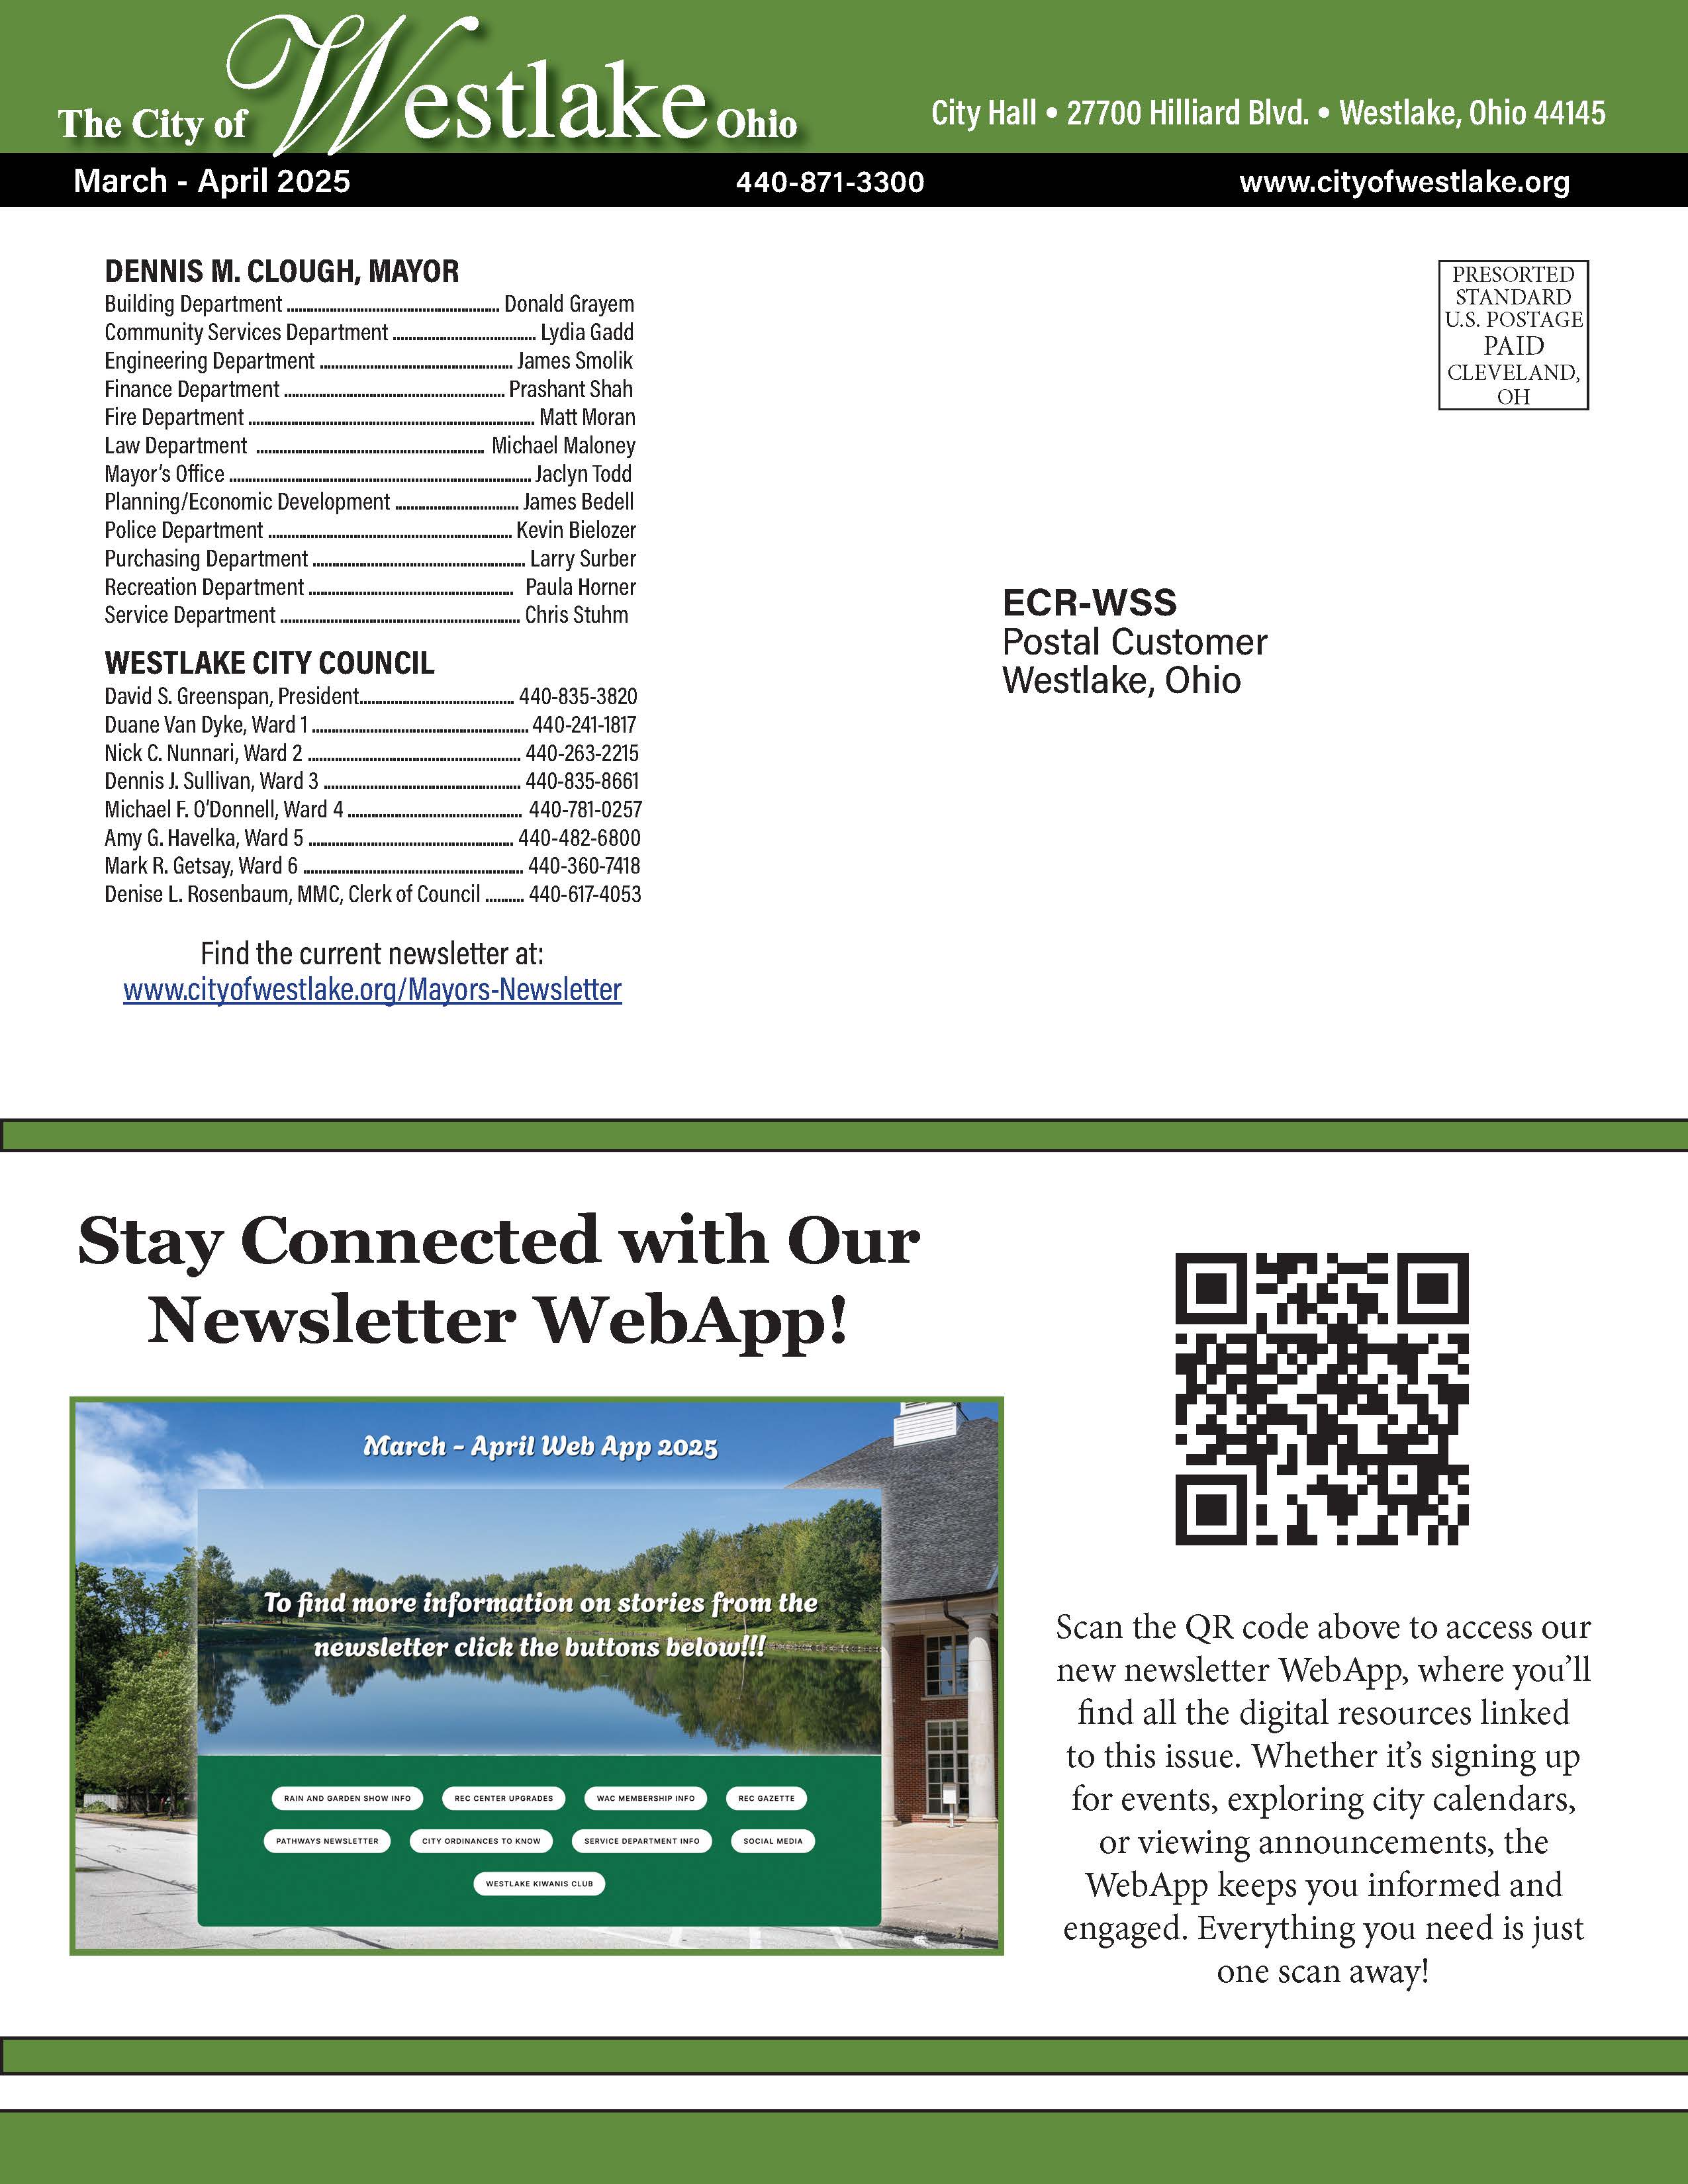 The City of Westlake Ohio
City Hall • 27700 Hilliard Blvd. • Westlake, Ohio 44145
March - April 2025
440-871-3300
www.cityofwestlake.org
DENNIS M. CLOUGH, MAYOR
Building Department ........ Donald Grayem
Community Services Department ........ Lydia Gadd
Engineering Department ........ James Smolik
Finance Department ........ Prashant Shah
Fire Department ........ Matt Moran
Law Department ........ Michael Maloney
Mayor's Office ........ Jaclyn Todd
Planning/Economic Development ........ James Bedell
Police Department ........ Kevin Bielozer
Purchasing Department ........ Larry Surber
Recreation Department ........ Paula Horner
Service Department ........ Chris Stuhm
WESTLAKE CITY COUNCIL
David S. Greenspan, President ........ 440-835-3820
Duane Van Dyke, Ward 1 ........ 440-241-1817
Nick C. Nunnari, Ward 2 ........ 440-263-2215
Dennis J. Sullivan, Ward 3 ........ 440-835-8661
Michael F. O'Donnell, Ward 4 ........ 440-781-0257
Amy G. Havelka, Ward 5 ........ 440-482-6800
Mark R. Getsay, Ward 6 ........ 440-360-7418
Denise L. Rosenbaum, MMC, Clerk of Council ........ 440-617-4053
Find the current newsletter at:
www.cityofwestlake.org/Mayors-Newsletter
PRESORTED
STANDARD
U.S. POSTAGE
PAID
CLEVELAND,
OH
ECR-WSS
Postal Customer
Westlake, Ohio
Stay Connected with Our
Newsletter WebApp!
March - April Web App 2025
To find more information on stories from the
newsletter click the buttons below!!!
RAIN AND GARDEN SHOW INFO
REC CENTER UPGRADES
WAC MEMBERSHIP INFO
REC GAZETTE
PATHWAYS NEWSLETTER
CITY ORDINANCES TO KNOW
SERVICE DEPARTMENT INFO
SOCIAL MEDIA
WESTLAKE KIWANIS CLUB
Scan the QR code above to access our
new newsletter WebApp, where you'll
find all the digital resources linked
to this issue. Whether it's signing up
for events, exploring city calendars,
or viewing announcements, the
WebApp keeps you informed and
engaged. Everything you need is just
one scan away!